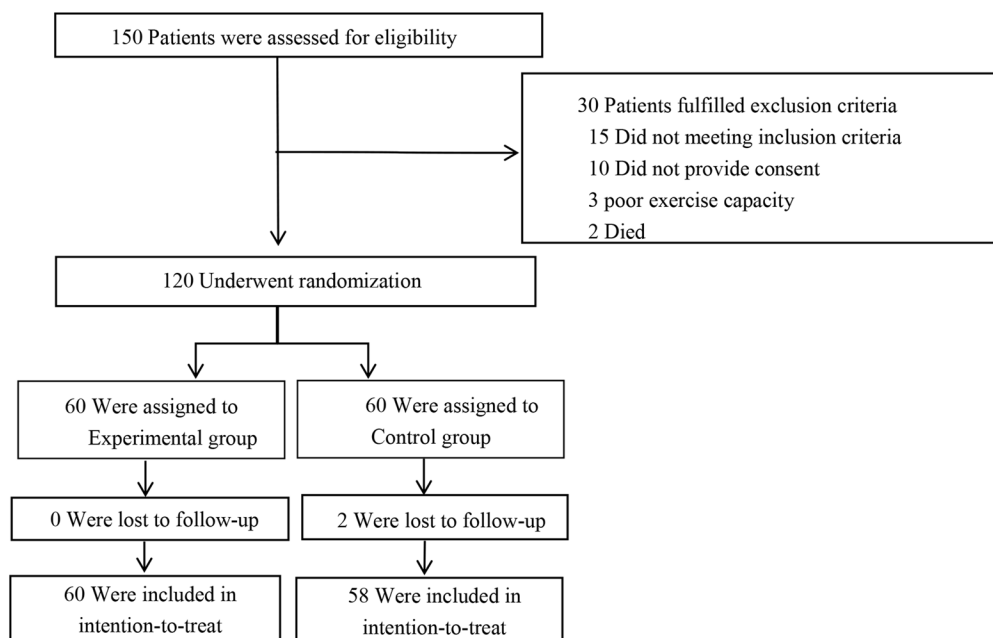 150 Patients were assessed for eligibility
30 Patients fulfilled exclusion criteria
15 Did not meeting inclusion criteria
10 Did not provide consent
3 poor exercise capacity
2 Died
120 Underwent randomization
60 Were assigned to
Experimental group
60 Were assigned to
Control group
0 Were lost to follow-up
2 Were lost to follow-up
60 Were included in
intention-to-treat
58 Were included in
intention-to-treat